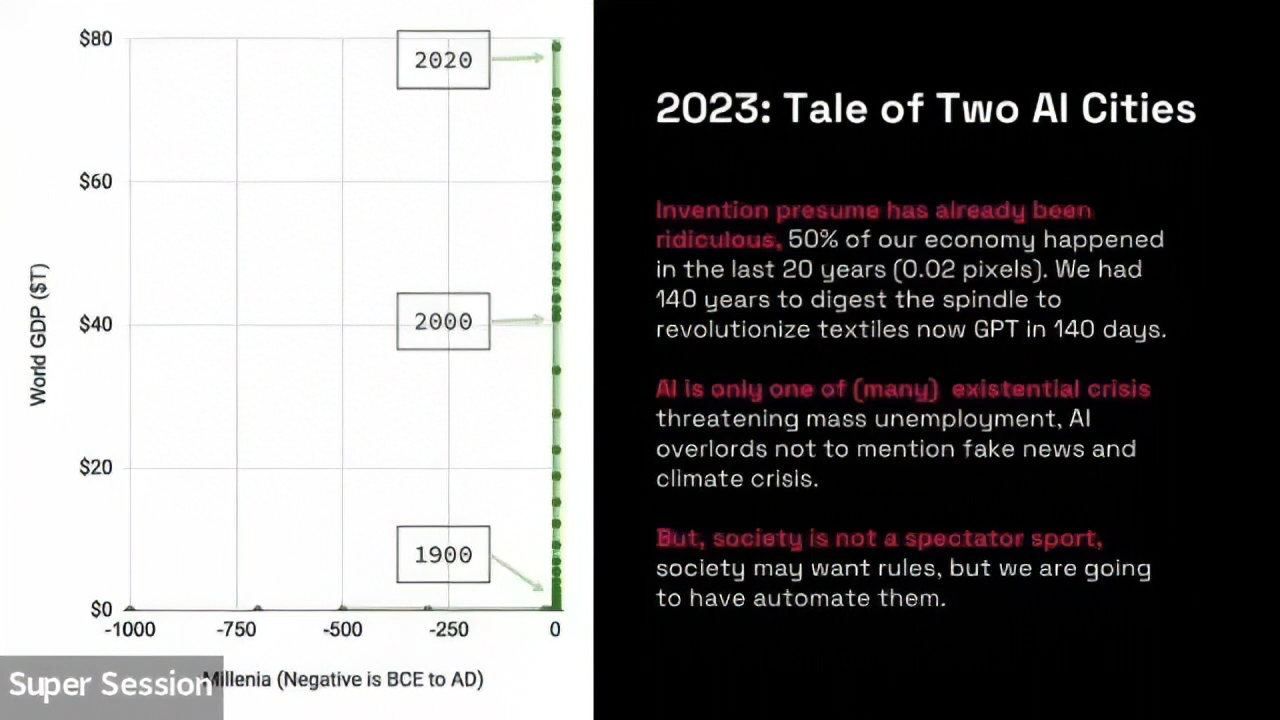 $80
$60
$40
$20
$0
World GDP ($T)
2020
2000
1900
-1000
-750
-500
-250
0
Millenia (Negative is BCE to AD)
Super Session
2023: Tale of Two AI Cities
Invention presume has already been
ridiculous, 50% of our economy happened
in the last 20 years (0.02 pixels). We had
140 years to digest the spindle to
revolutionize textiles now GPT in 140 days.
AI is only one of (many) existential crisis
threatening mass unemployment, AI
overlords not to mention fake news and
climate crisis.
But, society is not a spectator sport,
society may want rules, but we are going
to have automate them.